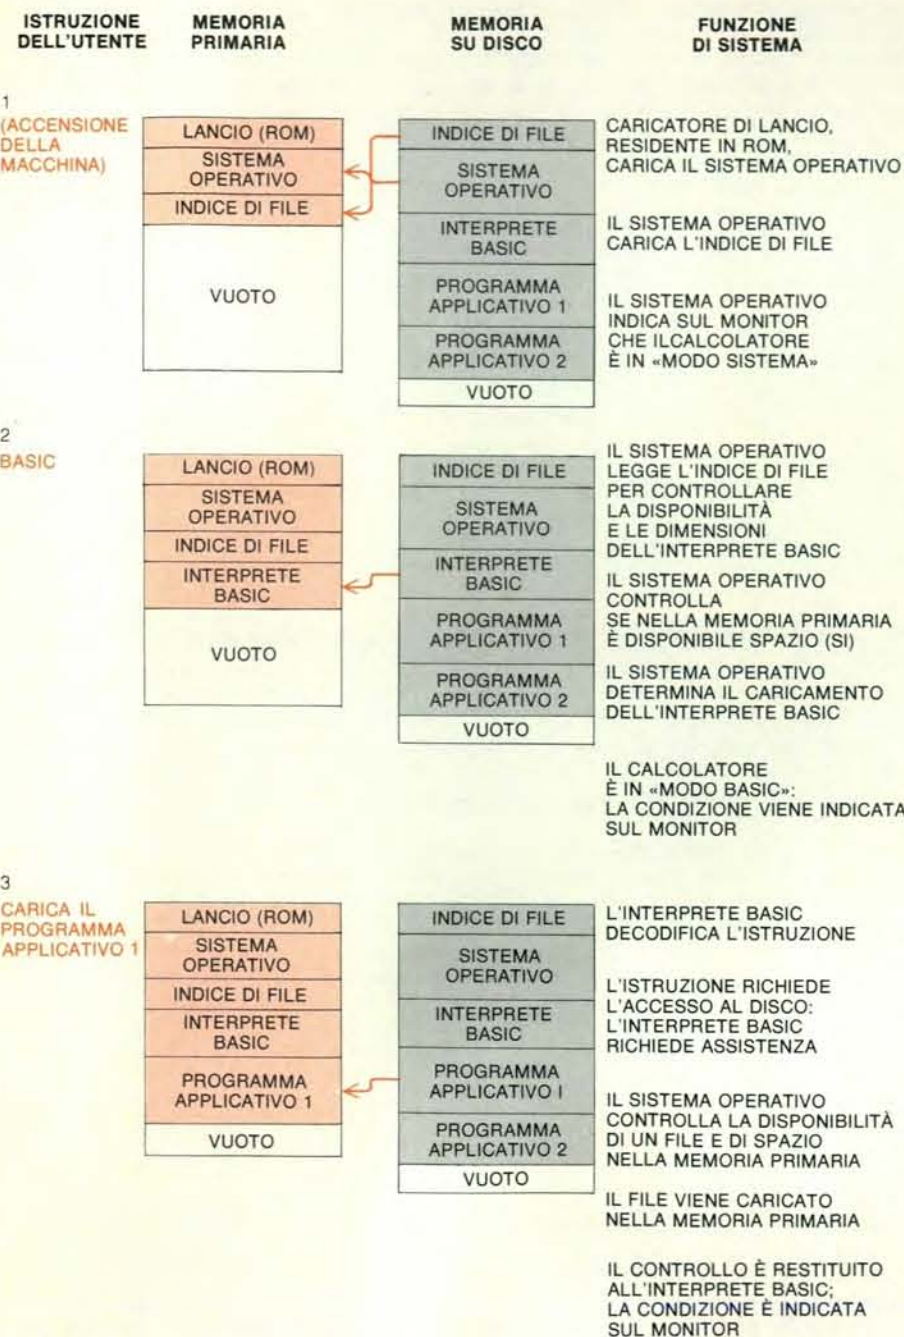 ISTRUZIONE
DELL'UTENTE
MEMORIA
PRIMARIA
MEMORIA
SU DISCO
FUNZIONE
DI SISTEMA
1
(ACCENSIONE
DELLA
MACCHINA)
LANCIO (ROM)
SISTEMA
OPERATIVO
INDICE DI FILE
VUOTO
INDICE DI FILE
SISTEMA
OPERATIVO
INTERPRETE
BASIC
PROGRAMMA
APPLICATIVO 1
PROGRAMMA
APPLICATIVO 2
VUOTO
CARICATORE DI LANCIO,
RESIDENTE IN ROM,
CARICA IL SISTEMA OPERATIVO
IL SISTEMA OPERATIVO
CARICA L'INDICE DI FILE
IL SISTEMA OPERATIVO
INDICA SUL MONITOR
CHE ILCALCOLATORE
È IN «MODO SISTEMA»
2
BASIC
LANCIO (ROM)
SISTEMA
OPERATIVO
INDICE DI FILE
INTERPRETE
BASIC
VUOTO
INDICE DI FILE
SISTEMA
OPERATIVO
INTERPRETE
BASIC
PROGRAMMA
APPLICATIVO 1
PROGRAMMA
APPLICATIVO 2
VUOTO
IL SISTEMA OPERATIVO
LEGGE L'INDICE DI FILE
PER CONTROLLARE
LA DISPONIBILITÀ
E LE DIMENSIONI
DELL'INTERPRETE BASIC
IL SISTEMA OPERATIVO
CONTROLLA
SE NELLA MEMORIA PRIMARIA
È DISPONIBILE SPAZIO (SI)
IL SISTEMA OPERATIVO
DETERMINA IL CARICAMENTO
DELL'INTERPRETE BASIC
IL CALCOLATORE
È IN «MODO BASIC»:
LA CONDIZIONE VIENE INDICATA
SUL MONITOR
3
CARICA IL
PROGRAMMA
APPLICATIVO 1
LANCIO (ROM)
SISTEMA
OPERATIVO
INDICE DI FILE
INTERPRETE
BASIC
PROGRAMMA
APPLICATIVO 1
VUOTO
INDICE DI FILE
SISTEMA
OPERATIVO
INTERPRETE
BASIC
PROGRAMMA
APPLICATIVO I
PROGRAMMA
APPLICATIVO 2
VUOTO
L'INTERPRETE BASIC
DECODIFICA L'ISTRUZIONE
L'ISTRUZIONE RICHIEDE
L'ACCESSO AL DISCO:
L'INTERPRETE BASIC
RICHIEDE ASSISTENZA
IL SISTEMA OPERATIVO
CONTROLLA LA DISPONIBILITÀ
DI UN FILE E DI SPAZIO
NELLA MEMORIA PRIMARIA
IL FILE VIENE CARICATO
NELLA MEMORIA PRIMARIA
IL CONTROLLO È RESTITUITO
ALL'INTERPRETE BASIC;
LA CONDIZIONE È INDICATA
SUL MONITOR